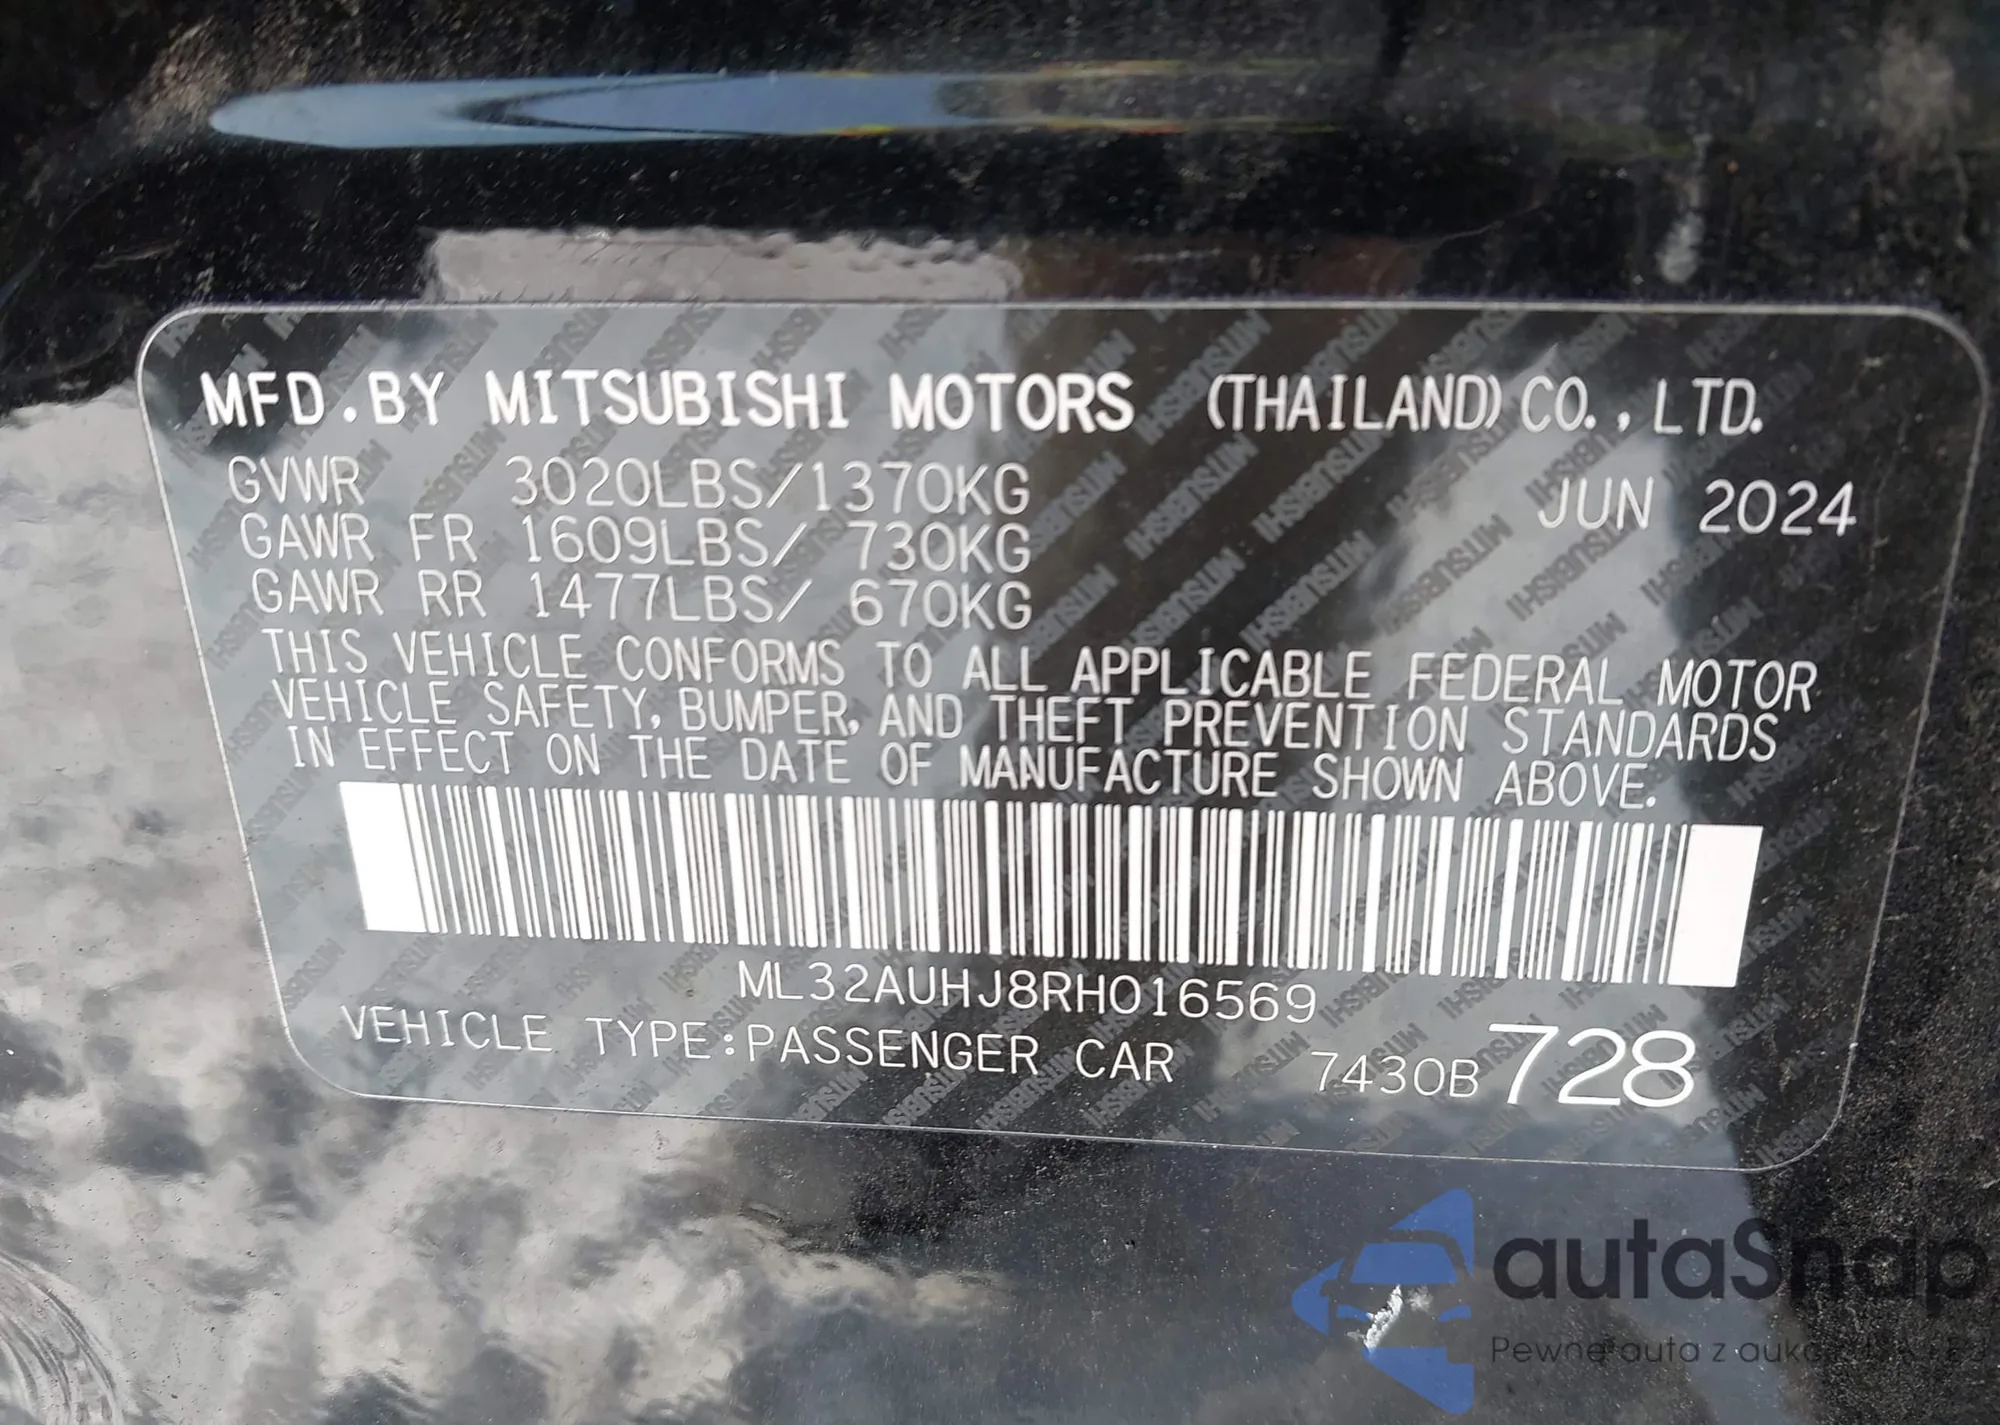 MFD.BY MITSUBISHI MOTORS (THAILAND) CO., LTD.
GVWR 3020LBS/1370KG JUN 2024
GAWR FR 1609LBS/ 730KG
GAWR RR 1477LBS/ 670KG
THIS VEHICLE CONFORMS TO ALL APPLICABLE FEDERAL MOTOR
VEHICLE SAFETY, BUMPER, AND THEFT PREVENTION STANDARDS
IN EFFECT ON THE DATE OF MANUFACTURE SHOWN ABOVE.
ML32AUHJ8RH016569
VEHICLE TYPE:PASSENGER CAR 7430B 728
autaSnap
Pewne auta z